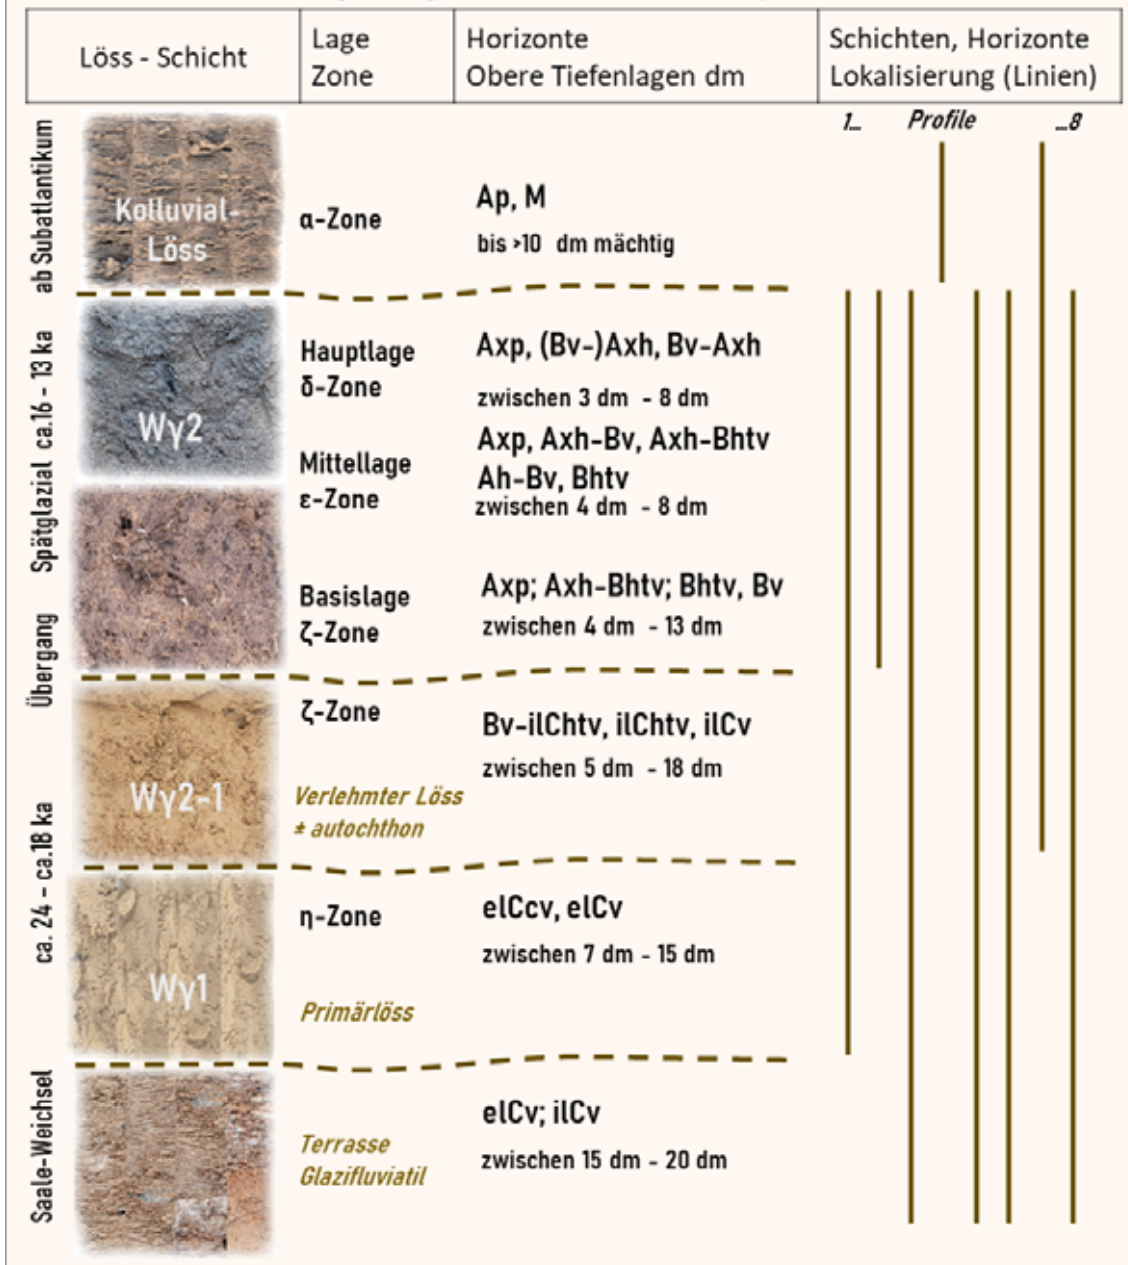 Löss - Schicht
Lage
Zone
Horizonte
Obere Tiefenlagen dm
Schichten, Horizonte
Lokalisierung (Linien)
1... Profile ...8
ab Subatlantikum
Kolluvial-
Löss
α-Zone
Ap, M
bis >10 dm mächtig
Spätglazial ca.16 - 13 ka
Wγ2
Hauptlage
δ-Zone
Axp, (Bv-)Axh, Bv-Axh
zwischen 3 dm - 8 dm
Mittellage
ε-Zone
Axp, Axh-Bv, Axh-Bhtv
Ah-Bv, Bhtv
zwischen 4 dm - 8 dm
Übergang
Basislage
ζ-Zone
Axp; Axh-Bhtv; Bhtv, Bv
zwischen 4 dm - 13 dm
ca. 24 - ca.18 ka
Wγ2-1
ζ-Zone
Verlehmter Löss
± autochthon
Bv-ilChtv, ilChtv, ilCv
zwischen 5 dm - 18 dm
Wγ1
η-Zone
Primärlöss
elCcv, elCv
zwischen 7 dm - 15 dm
Saale-Weichsel
Terrasse
Glazifluviatil
elCv; ilCv
zwischen 15 dm - 20 dm